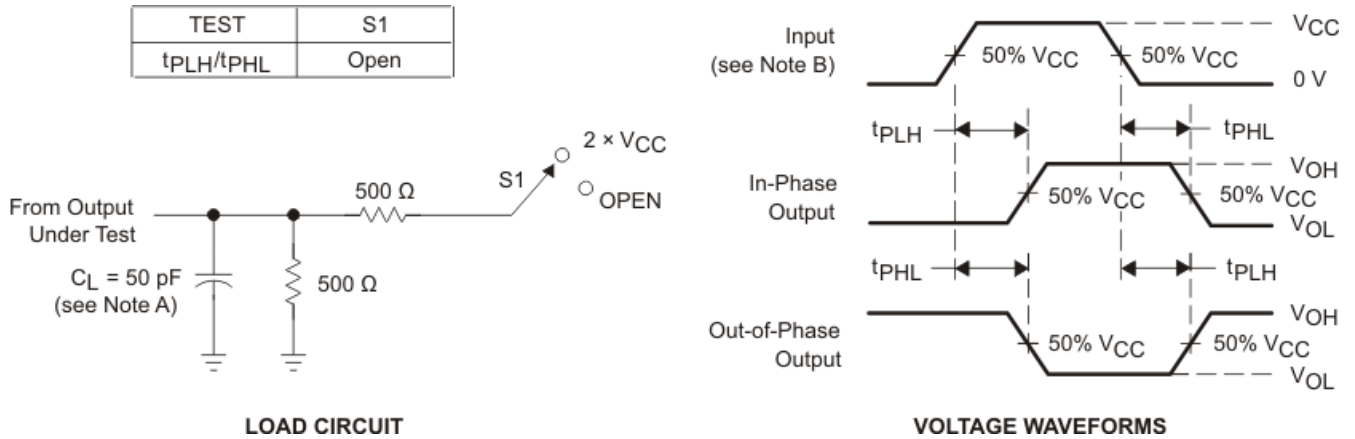 TEST S1
tPLH/tPHL Open
2 × VCC
S1
OPEN
500 Ω
From Output
Under Test
CL = 50 pF
(see Note A)
500 Ω
LOAD CIRCUIT
Input
(see Note B)
50% VCC
50% VCC
VCC
0 V
tPLH
tPHL
In-Phase
Output
50% VCC
50% VCC
VOH
VOL
tPHL
tPLH
Out-of-Phase
Output
50% VCC
50% VCC
VOH
VOL
VOLTAGE WAVEFORMS